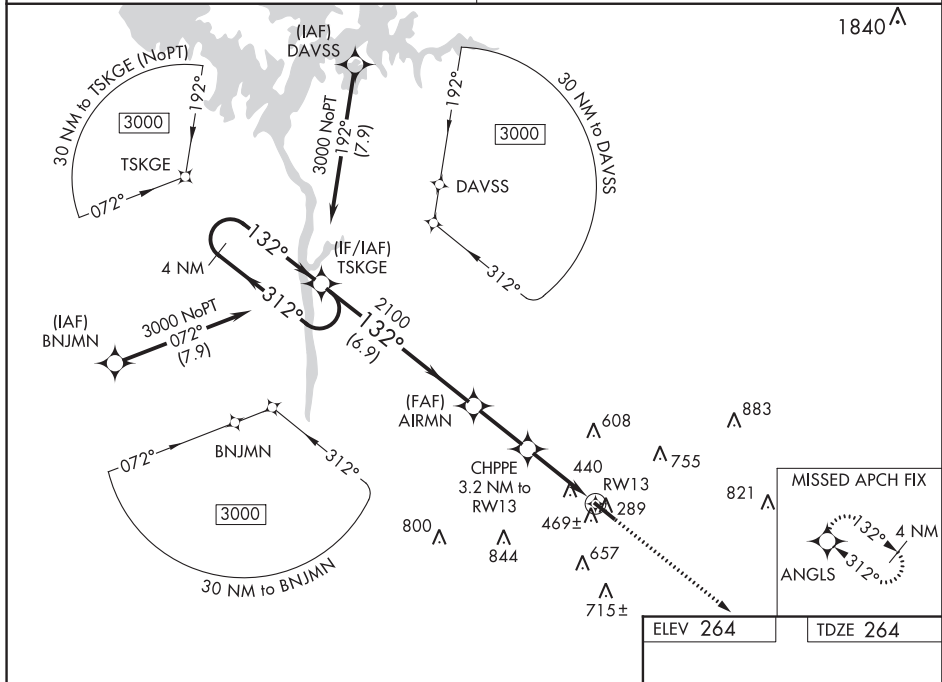 1840
(IAF)
DAVSS
30 NM to TSKGE (NoPT)
3000
192°
TSKGE
072°
3000 NoPT
192°
(7.9)
192°
3000
30 NM to DAVSS
DAVSS
312°
132°
4 NM
312°
(IF/IAF)
TSKGE
(IAF)
BNJMN
3000 NoPT
072°
(7.9)
2100
132°
(6.9)
(FAF)
AIRMN
072°
BNJMN
312°
3000
30 NM to BNJMN
CHPPE
3.2 NM to
RW13
608
883
755
440
RW13
289
469±
821
800
844
657
715±
MISSED APCH FIX
132°
4 NM
312°
ANGLS
ELEV 264
TDZE 264